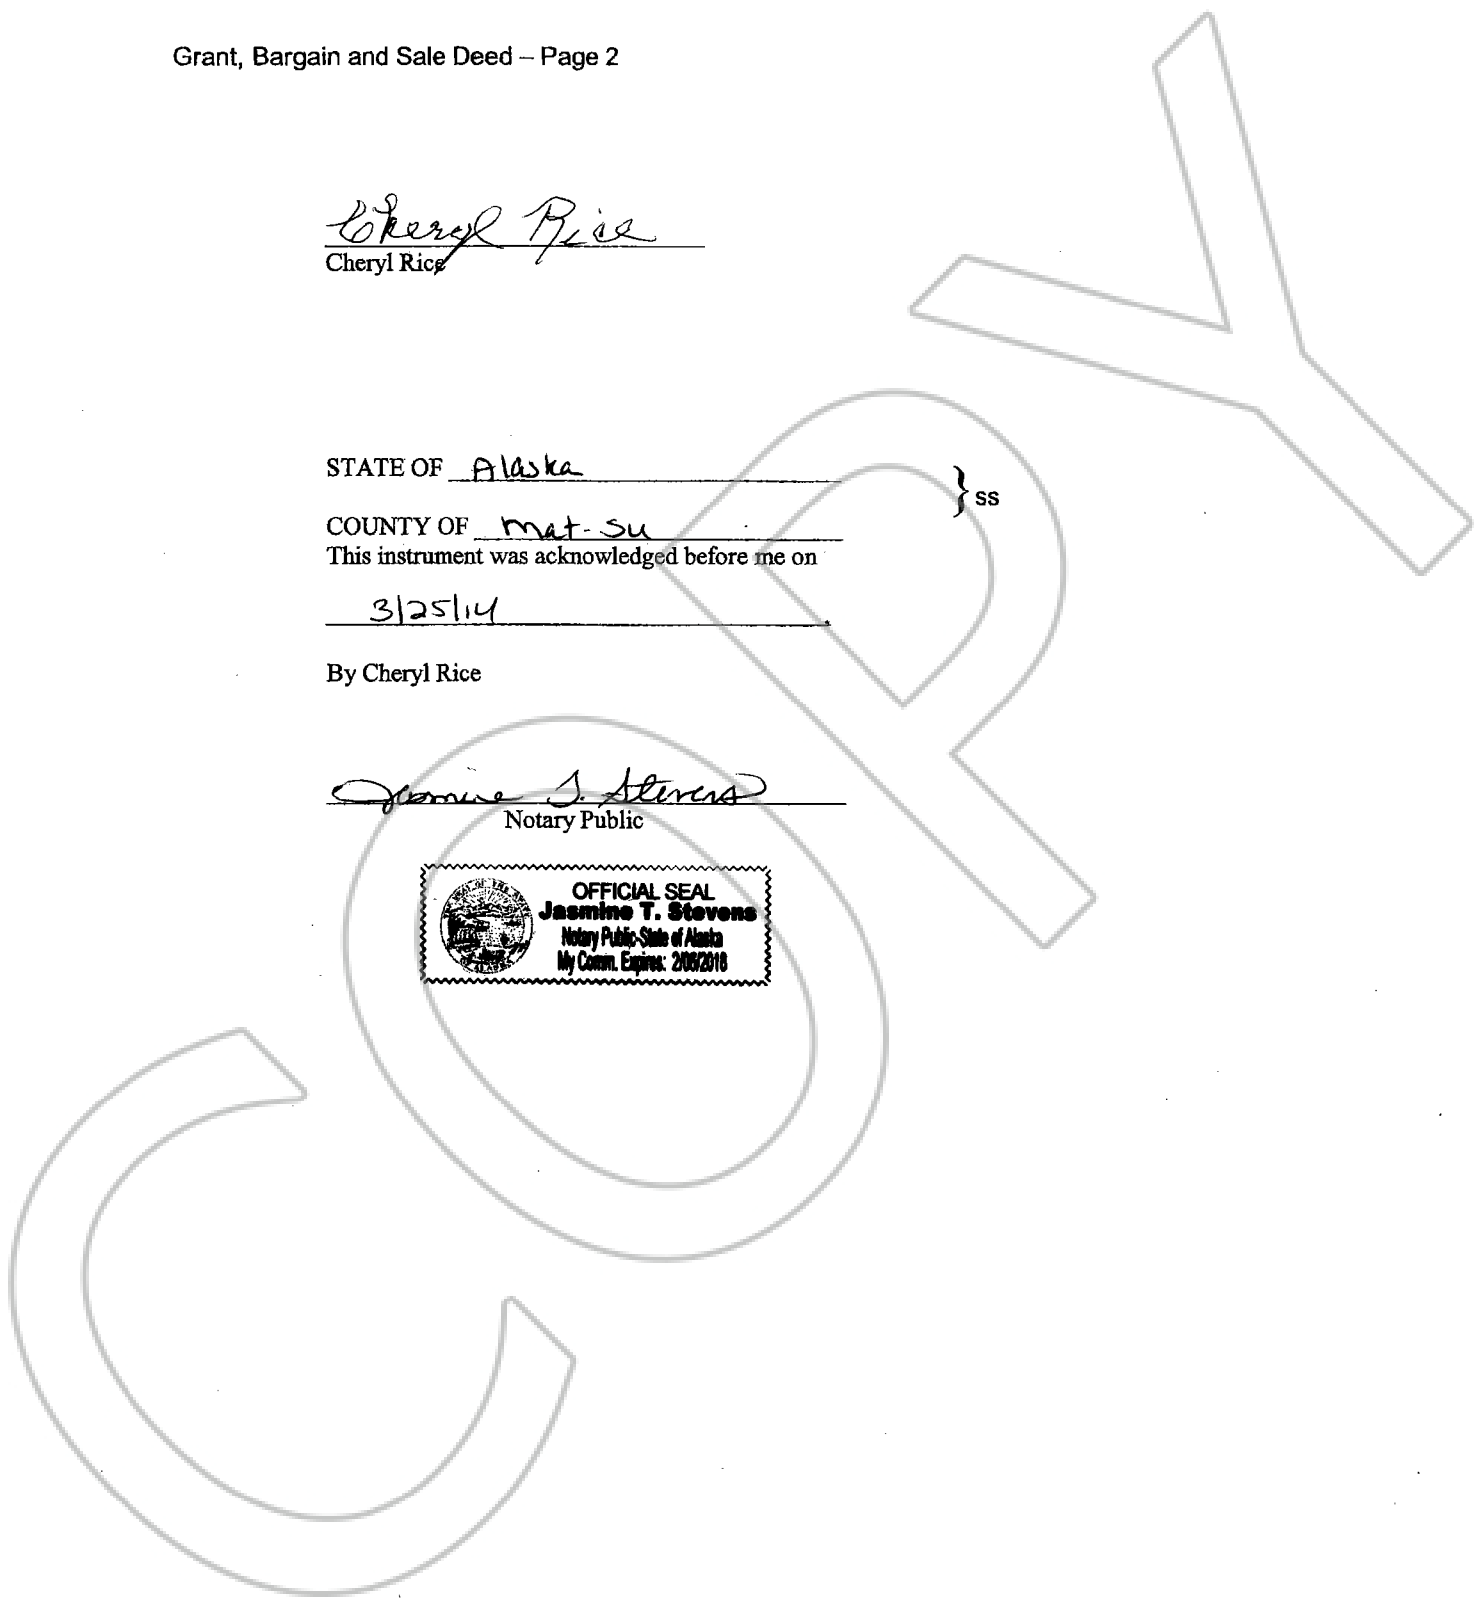 Grant, Bargain and Sale Deed – Page 2
Cheryl Rice
Cheryl Rice
STATE OF Alaska
} ss
COUNTY OF Mat-Su
This instrument was acknowledged before me on
3/25/14
By Cheryl Rice
Jasmine T. Stevens
Notary Public
OFFICIAL SEAL
Jasmine T. Stevens
Notary Public-State of Alaska
My Comm. Expires: 2/06/2018
COPY